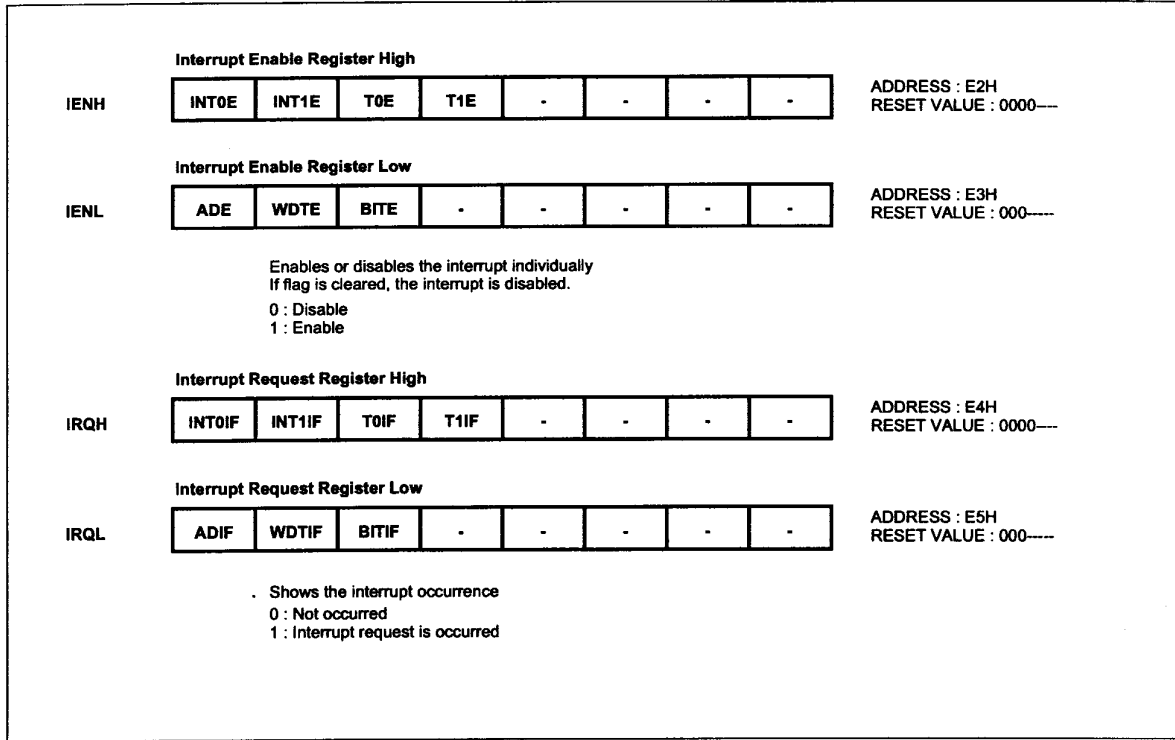 Interrupt Enable Register High
IENH INT0E INT1E T0E T1E - - - - ADDRESS : E2H
RESET VALUE : 0000----
Interrupt Enable Register Low
IENL ADE WDTE BITE - - - - - ADDRESS : E3H
RESET VALUE : 000-----
Enables or disables the interrupt individually
If flag is cleared, the interrupt is disabled.
0 : Disable
1 : Enable
Interrupt Request Register High
IRQH INT0IF INT1IF T0IF T1IF - - - - ADDRESS : E4H
RESET VALUE : 0000----
Interrupt Request Register Low
IRQL ADIF WDTIF BITIF - - - - - ADDRESS : E5H
RESET VALUE : 000-----
Shows the interrupt occurrence
0 : Not occurred
1 : Interrupt request is occurred